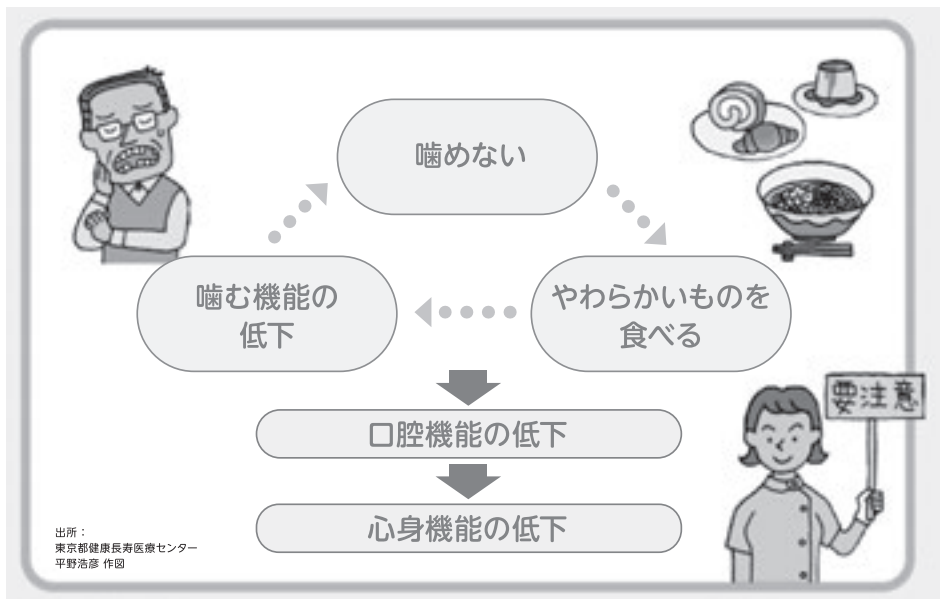 噛めない
噛む機能の
低下
やわらかいものを
食べる
口腔機能の低下
心身機能の低下
要注意
出所：
東京都健康長寿医療センター
平野浩彦 作図